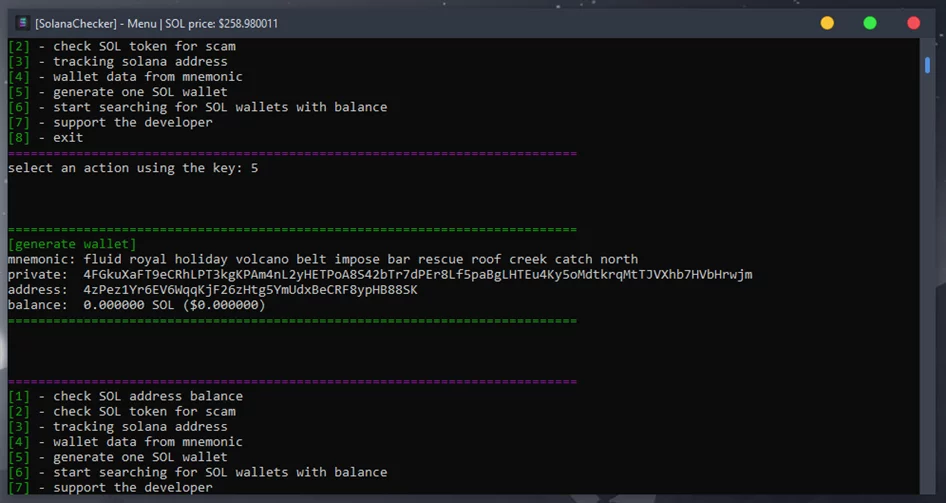 [SolanaChecker] - Menu | SOL price: $258.980011
[2] - check SOL token for scam
[3] - tracking solana address
[4] - wallet data from mnemonic
[5] - generate one SOL wallet
[6] - start searching for SOL wallets with balance
[7] - support the developer
[8] - exit
===========================================================================
select an action using the key: 5
===========================================================================
[generate wallet]
mnemonic: fluid royal holiday volcano belt impose bar rescue roof creek catch north
private: 4FGkuXaFT9eCRhLPT3kgKPAm4nL2yHETPoA8S42bTr7dPEr8Lf5paBgLHTEu4Ky5oMdtkrqMtTJVXhb7HVbHrwjm
address: 4zPez1Yr6EV6WqqKjF26zHtg5YmUdxBeCRF8ypHB88SK
balance: 0.000000 SOL ($0.000000)
===========================================================================
===========================================================================
[1] - check SOL address balance
[2] - check SOL token for scam
[3] - tracking solana address
[4] - wallet data from mnemonic
[5] - generate one SOL wallet
[6] - start searching for SOL wallets with balance
[7] - support the developer